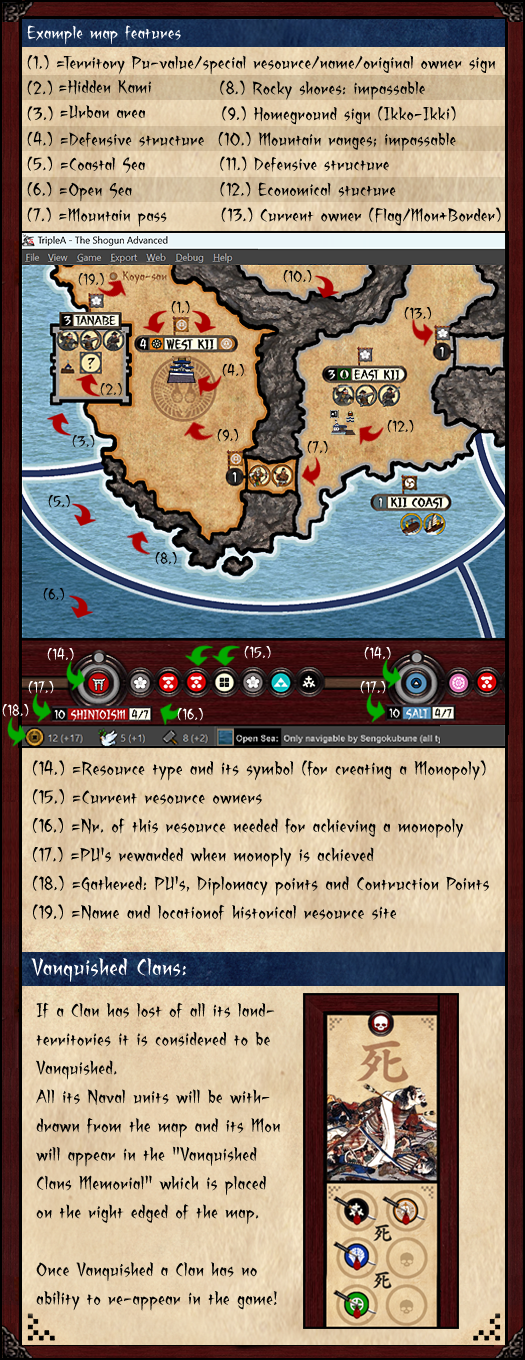 Example map features
(1.) =Territory Pu-value/special resource/name/original owner sign
(2.) =Hidden Kami (8.) Rocky shores: impassable
(3.) =Urban area (9.) Homeground sign (Ikko-Ikki)
(4.) =Defensive structure (10.) Mountain ranges; impassable
(5.) =Coastal Sea (11.) Defensive structure
(6.) =Open Sea (12.) Economical stucture
(7.) =Mountain pass (13.) Current owner (Flag/Mon+Border)
TripleA - The Shogun Advanced
File View Game Export Web Debug Help
(19.) Koya-san (10.)
(1.) (13.)
3 TANABE
4 WEST KII 1
? (4.) 3 EAST KII
(2.)
(3.) (9.) (12.)
(7.)
1
(5.) 1 KII COAST
(8.)
(6.)
(14.) (15.) (14.)
(17.) (17.)
(18.) 10 SHINTOISM 4/7 (16.) 10 SALT 4/7
12 (+17) 5 (+1) 8 (+2) Open Sea: Only navigable by Sengokubune (all t
(14.) =Resource type and its symbol (for creating a Monopoly)
(15.) =Current resource owners
(16.) =Nr. of this resource needed for achieving a monopoly
(17.) =PU's rewarded when monoply is achieved
(18.) =Gathered: PU's, Diplomacy points and Contruction Points
(19.) =Name and locationof historical resource site
Vanquished Clans:
If a Clan has lost of all its land-
territories it is considered to be
Vanquished.
All its Naval units will be with-
drawn from the map and its Mon
will appear in the "Vanquished
Clans Memorial" which is placed
on the right edged of the map.
Once Vanquished a Clan has no
ability to re-appear in the game!
死
死
死